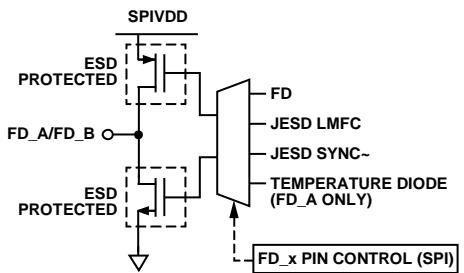 SPIVDD
ESD
PROTECTED
FD_A/FD_B
ESD
PROTECTED
FD
JESD LMFC
JESD SYNC~
TEMPERATURE DIODE
(FD_A ONLY)
FD_x PIN CONTROL (SPI)